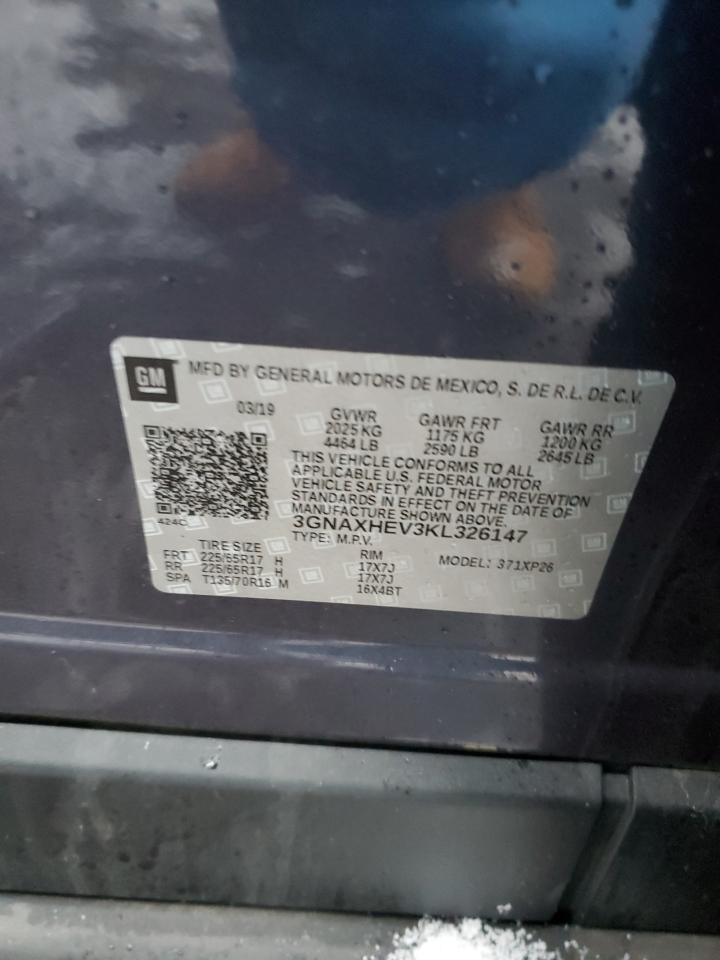 GM
MFD BY GENERAL MOTORS DE MEXICO, S. DE R.L. DE C.V.
03/19
GVWR GAWR FRT GAWR RR
2025 KG 1175 KG 1200 KG
4464 LB 2590 LB 2645 LB
THIS VEHICLE CONFORMS TO ALL
APPLICABLE U.S. FEDERAL MOTOR
VEHICLE SAFETY AND THEFT PREVENTION
STANDARDS IN EFFECT ON THE DATE OF
MANUFACTURE SHOWN ABOVE.
424C
3GNAXHEV3KL326147
TYPE: M.P.V.
TIRE SIZE RIM MODEL: 371XP26
FRT 225/65R17 H 17X7J
RR 225/65R17 H 17X7J
SPA T135/70R16 M 16X4BT